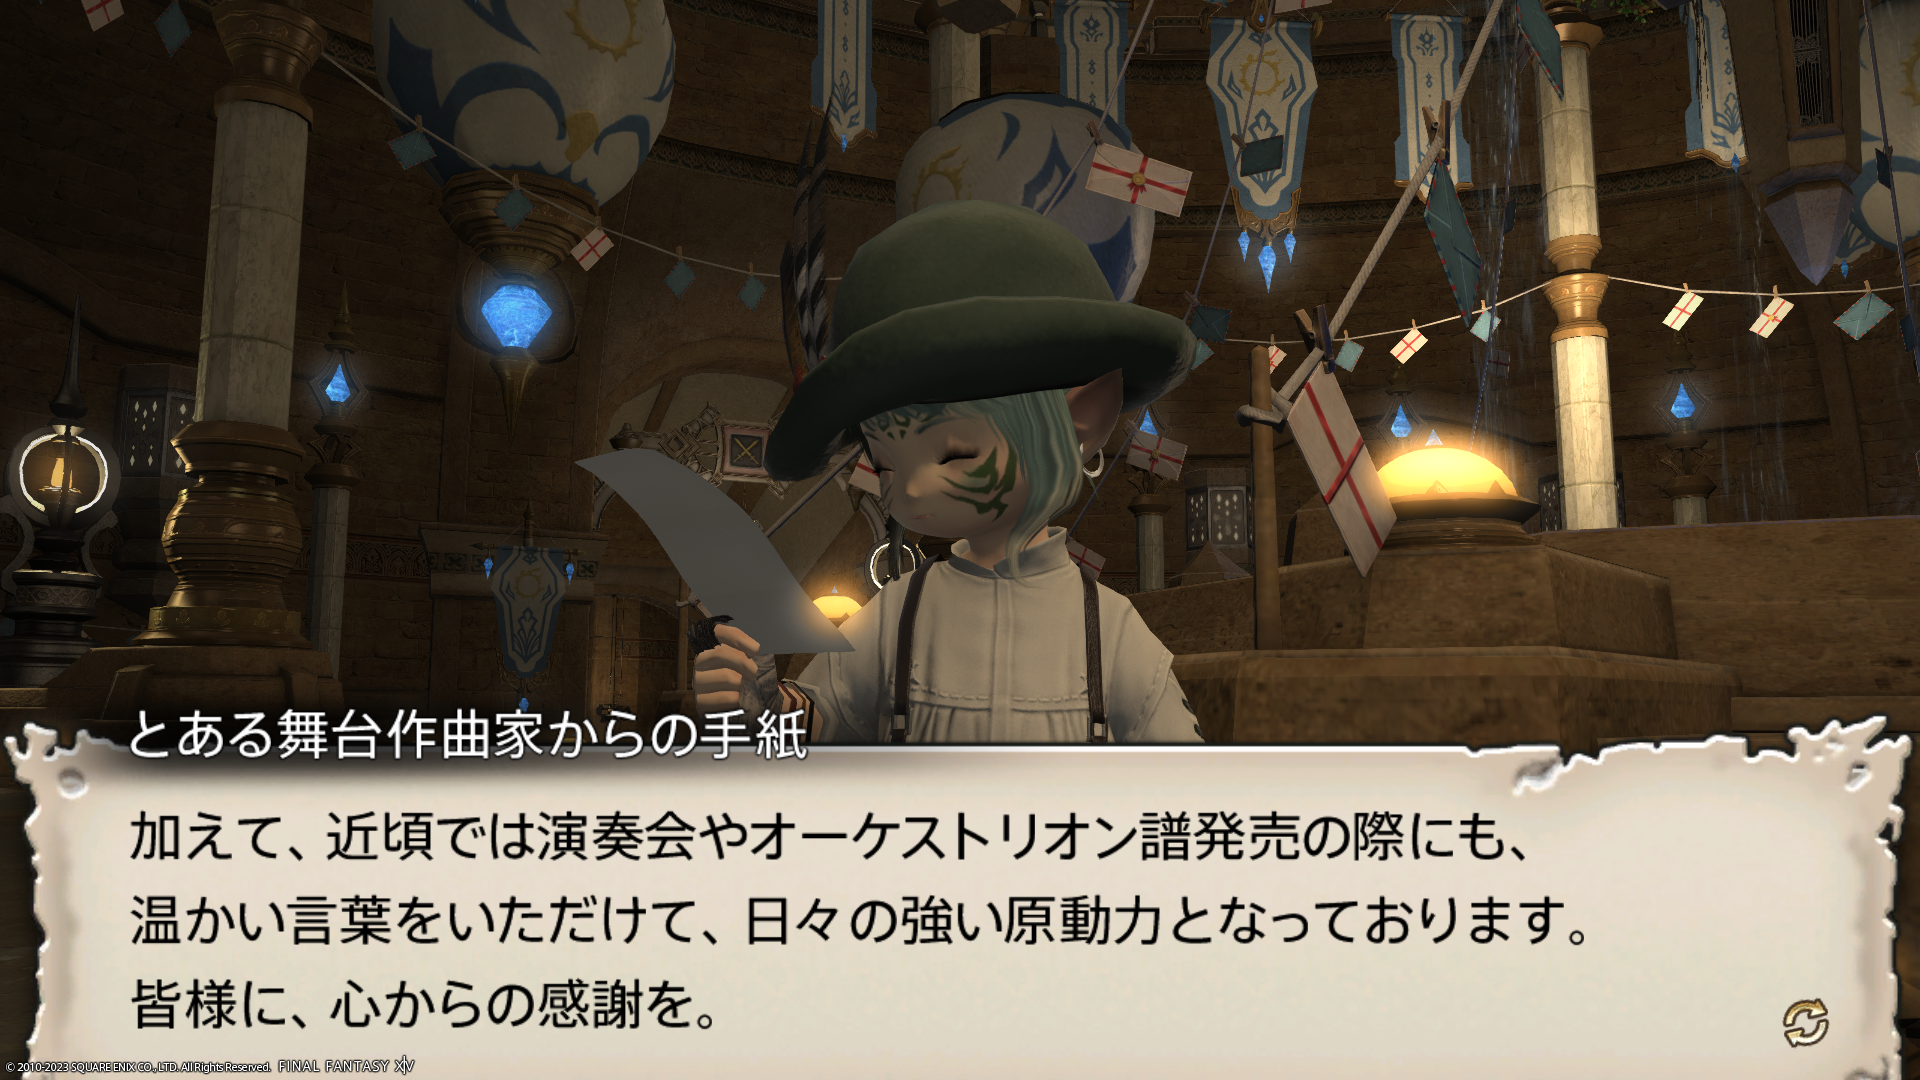 とある舞台作曲家からの手紙
加えて、近頃では演奏会やオーケストリオン譜発売の際にも、
温かい言葉をいただけて、日々の強い原動力となっております。
皆様に、心からの感謝を。
© 2010-2023 SQUARE ENIX CO., LTD. All Rights Reserved. FINAL FANTASY XIV